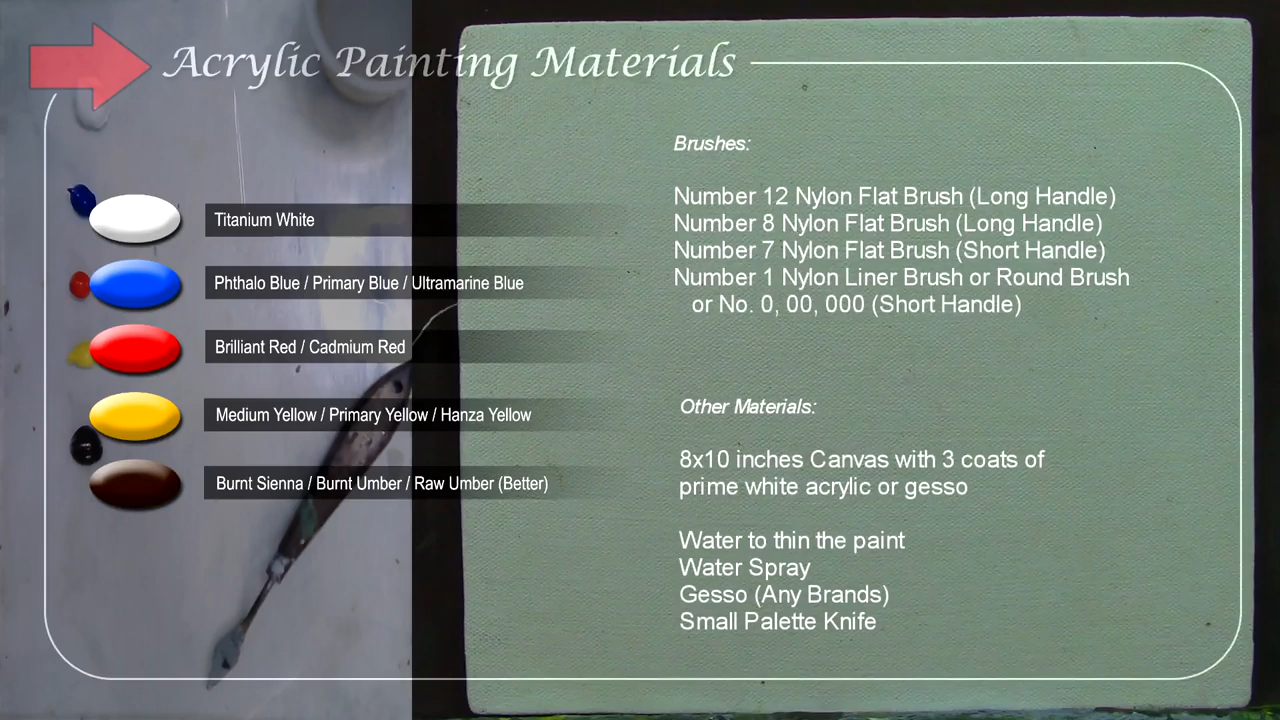 Acrylic Painting Materials
Titanium White
Phthalo Blue / Primary Blue / Ultramarine Blue
Brilliant Red / Cadmium Red
Medium Yellow / Primary Yellow / Hanza Yellow
Burnt Sienna / Burnt Umber / Raw Umber (Better)
Brushes:
Number 12 Nylon Flat Brush (Long Handle)
Number 8 Nylon Flat Brush (Long Handle)
Number 7 Nylon Flat Brush (Short Handle)
Number 1 Nylon Liner Brush or Round Brush
or No. 0, 00, 000 (Short Handle)
Other Materials:
8x10 inches Canvas with 3 coats of
prime white acrylic or gesso
Water to thin the paint
Water Spray
Gesso (Any Brands)
Small Palette Knife